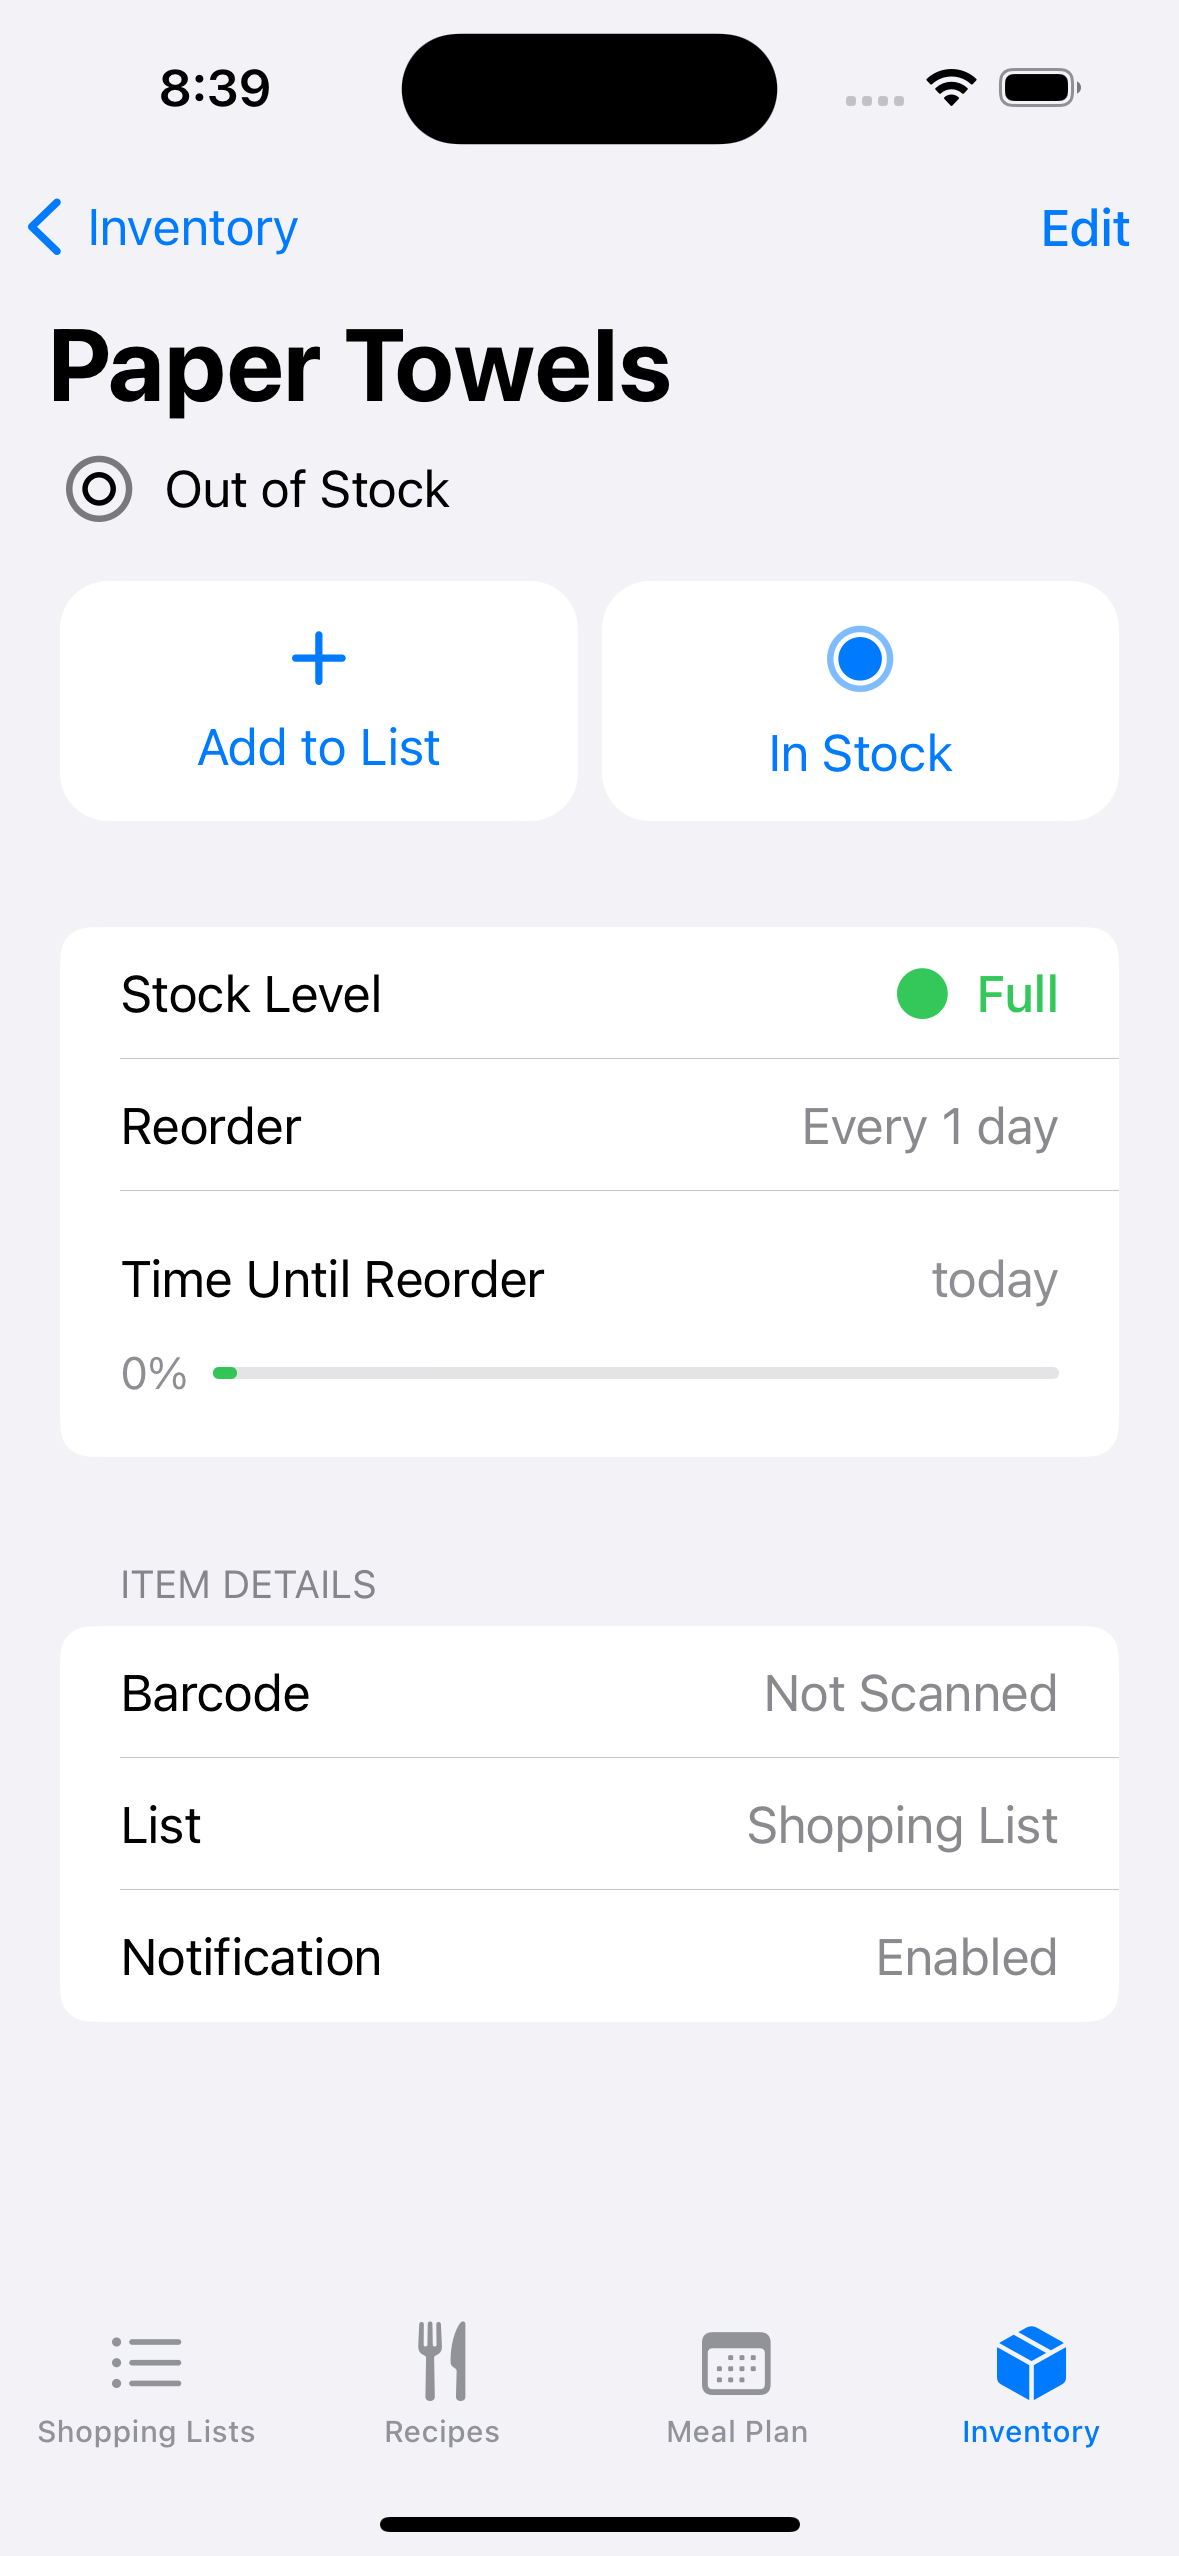 8:39
Inventory
Edit
Paper Towels
Out of Stock
Add to List
In Stock
Stock Level
Full
Reorder
Every 1 day
Time Until Reorder
today
0%
ITEM DETAILS
Barcode
Not Scanned
List
Shopping List
Notification
Enabled
Shopping Lists
Recipes
Meal Plan
Inventory